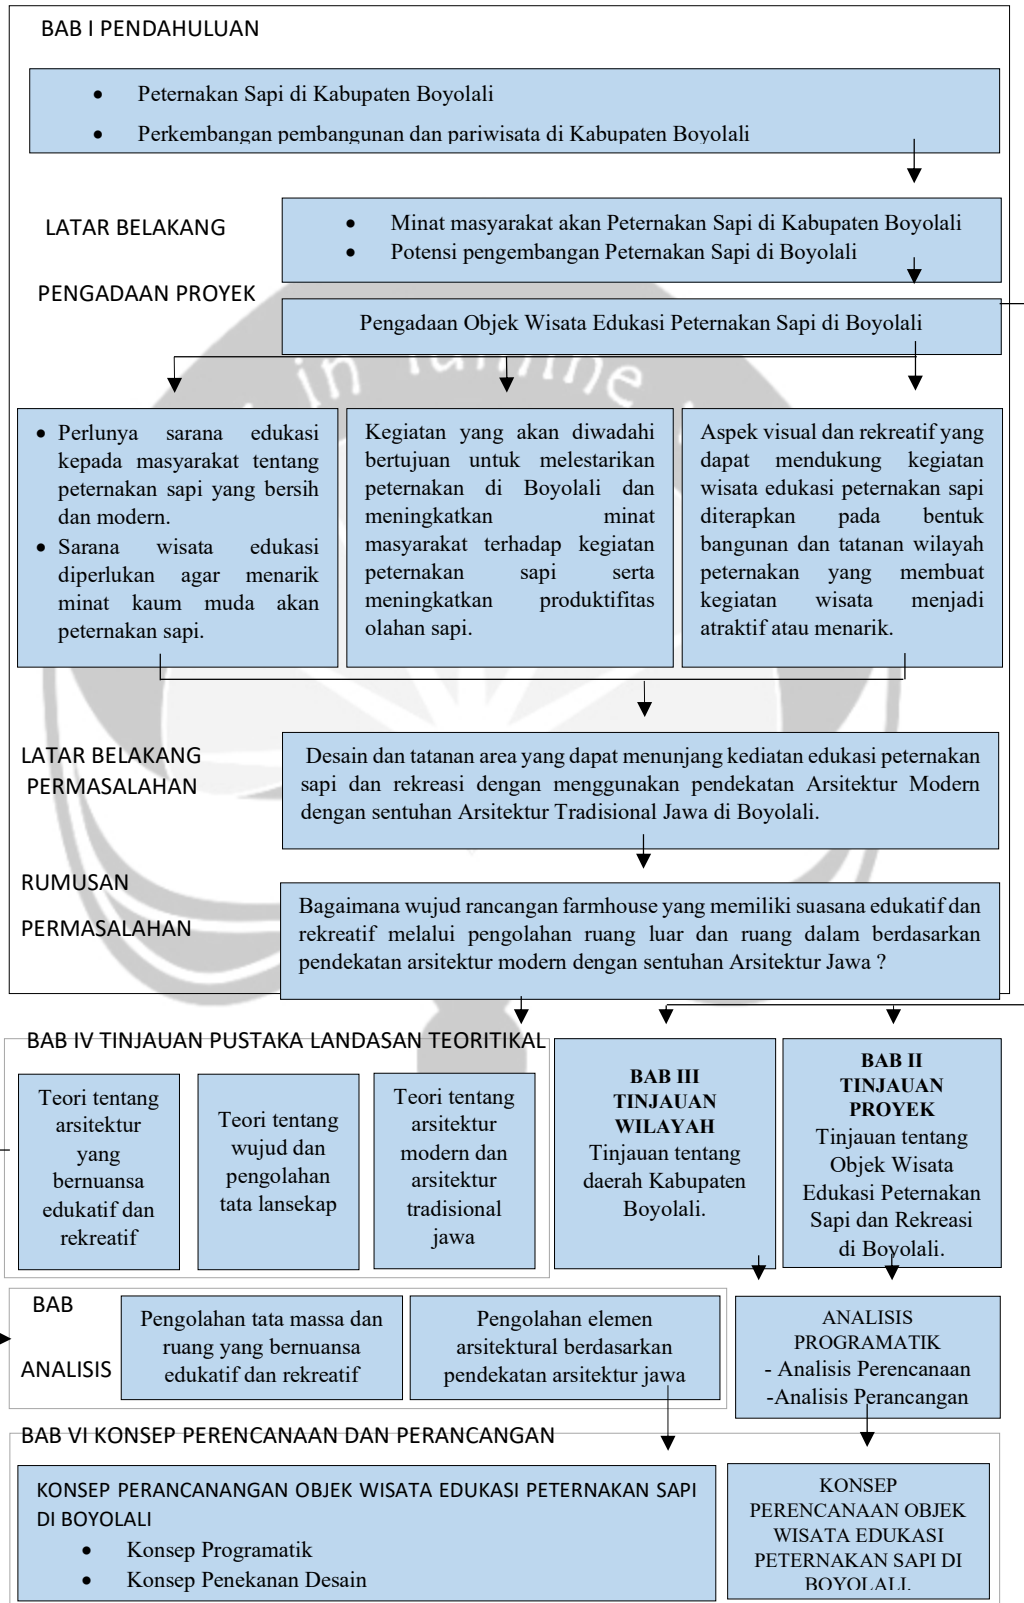 BAB I PENDAHULUAN
• Peternakan Sapi di Kabupaten Boyolali
• Perkembangan pembangunan dan pariwisata di Kabupaten Boyolali
LATAR BELAKANG
PENGADAAN PROYEK
• Minat masyarakat akan Peternakan Sapi di Kabupaten Boyolali
• Potensi pengembangan Peternakan Sapi di Boyolali
Pengadaan Objek Wisata Edukasi Peternakan Sapi di Boyolali
in lumine
• Perlunya sarana edukasi
kepada masyarakat tentang
peternakan sapi yang bersih
dan modern.
• Sarana wisata edukasi
diperlukan agar menarik
minat kaum muda akan
peternakan sapi.
Kegiatan yang akan diwadahi
bertujuan untuk melestarikan
peternakan di Boyolali dan
meningkatkan minat
masyarakat terhadap kegiatan
peternakan sapi serta
meningkatkan produktifitas
olahan sapi.
Aspek visual dan rekreatif yang
dapat mendukung kegiatan
wisata edukasi peternakan sapi
diterapkan pada bentuk
bangunan dan tatanan wilayah
peternakan yang membuat
kegiatan wisata menjadi
atraktif atau menarik.
LATAR BELAKANG
PERMASALAHAN
Desain dan tatanan area yang dapat menunjang kediatan edukasi peternakan
sapi dan rekreasi dengan menggunakan pendekatan Arsitektur Modern
dengan sentuhan Arsitektur Tradisional Jawa di Boyolali.
RUMUSAN
PERMASALAHAN
Bagaimana wujud rancangan farmhouse yang memiliki suasana edukatif dan
rekreatif melalui pengolahan ruang luar dan ruang dalam berdasarkan
pendekatan arsitektur modern dengan sentuhan Arsitektur Jawa ?
BAB IV TINJAUAN PUSTAKA LANDASAN TEORITIKAL
Teori tentang
arsitektur
yang
bernuansa
edukatif dan
rekreatif
Teori tentang
wujud dan
pengolahan
tata lansekap
Teori tentang
arsitektur
modern dan
arsitektur
tradisional
jawa
BAB III
TINJAUAN
WILAYAH
Tinjauan tentang
daerah Kabupaten
Boyolali.
BAB II
TINJAUAN
PROYEK
Tinjauan tentang
Objek Wisata
Edukasi Peternakan
Sapi dan Rekreasi
di Boyolali.
BAB
ANALISIS
Pengolahan tata massa dan
ruang yang bernuansa
edukatif dan rekreatif
Pengolahan elemen
arsitektural berdasarkan
pendekatan arsitektur jawa
ANALISIS
PROGRAMATIK
- Analisis Perencanaan
-Analisis Perancangan
BAB VI KONSEP PERENCANAAN DAN PERANCANGAN
KONSEP PERANCANANGAN OBJEK WISATA EDUKASI PETERNAKAN SAPI
DI BOYOLALI
• Konsep Programatik
• Konsep Penekanan Desain
KONSEP
PERENCANAAN OBJEK
WISATA EDUKASI
PETERNAKAN SAPI DI
BOYOLALI.